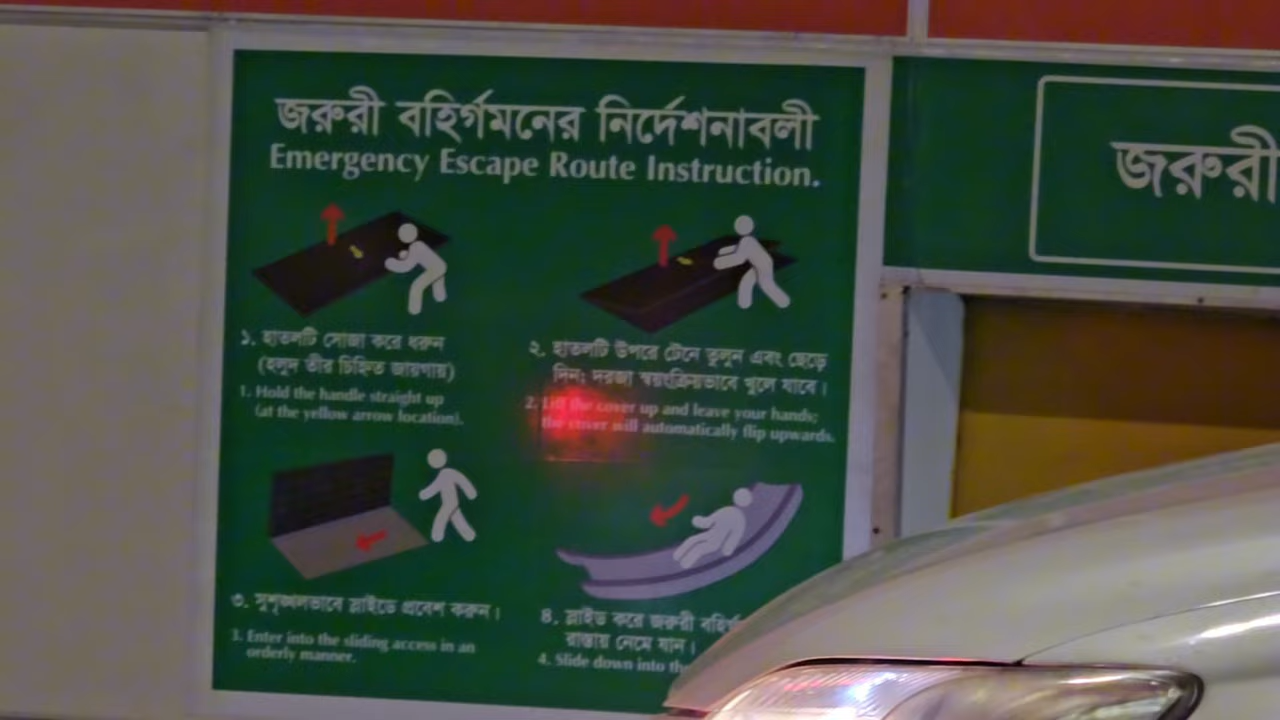 জরুরী বহির্গমনের নির্দেশনাবলী
Emergency Escape Route Instruction.
জরুরী
১. হাতলটি সোজা করে ধরুন
(হলুদ তীর চিহ্নিত জায়গায়)
1. Hold the handle straight up
(at the yellow arrow location).
২. হাতলটি উপরে টেনে তুলুন এবং ছেড়ে
দিন; দরজা স্বয়ংক্রিয়ভাবে খুলে যাবে।
2. Lift the cover up and leave your hands;
the cover will automatically flip upwards.
৩. সুশৃঙ্খলভাবে স্লাইডে প্রবেশ করুন।
3. Enter into the sliding access in an
orderly manner.
৪. স্লাইড করে জরুরী
রাস্তায় নেমে যান।
4. Slide down into the